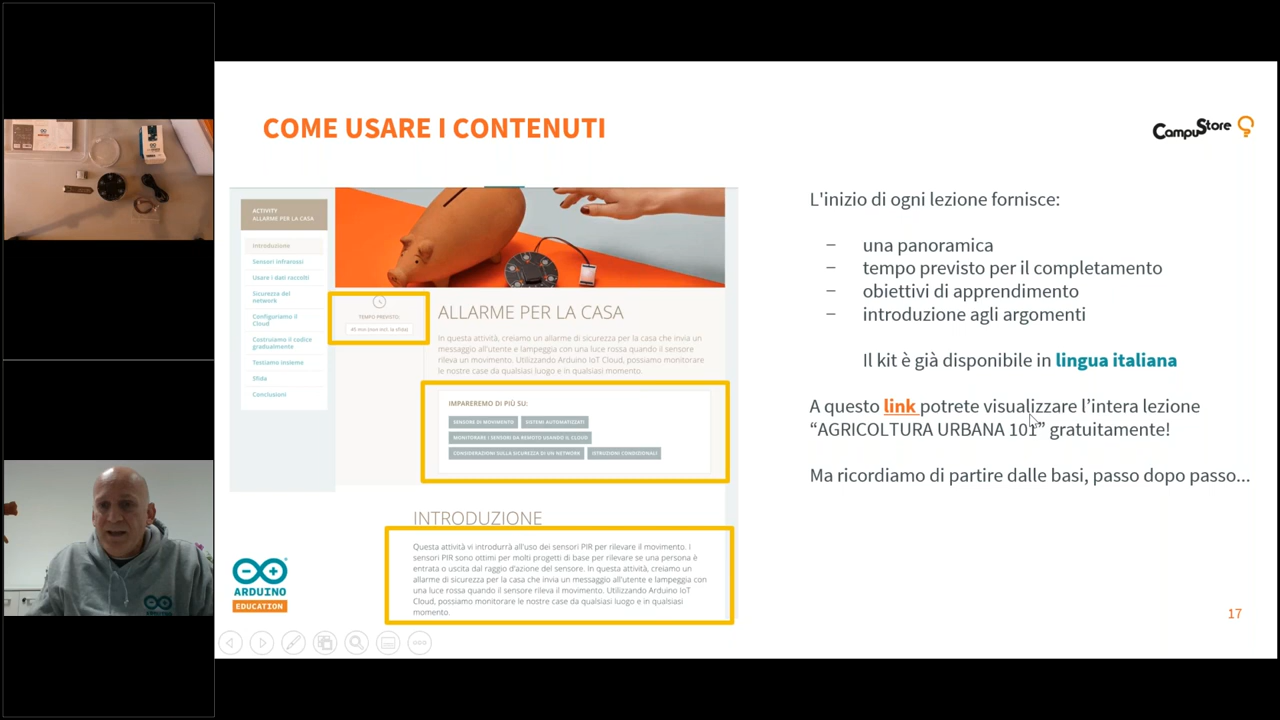 COME USARE I CONTENUTI
CampuStore
ACTIVITY
ALLARME PER LA CASA
Introduzione
Sensori infrarossi
Usare i dati raccolti
Sicurezza del
network
Configuriamo il
Cloud
Costruiamo il codice
gradualmente
Testiamo insieme
Sfida
Conclusioni
TEMPO PREVISTO:
45 min (non incl. la sfida)
ALLARME PER LA CASA
In questa attività, creiamo un allarme di sicurezza per la casa che invia un
messaggio all'utente e lampeggia con una luce rossa quando il sensore
rileva un movimento. Utilizzando Arduino IoT Cloud, possiamo monitorare
le nostre case da qualsiasi luogo e in qualsiasi momento.
IMPAREREMO DI PIÙ SU:
SENSORE DI MOVIMENTO
SISTEMI AUTOMATIZZATI
MONITORARE I SENSORI DA REMOTO USANDO IL CLOUD
CONSIDERAZIONI SULLA SICUREZZA DI UN NETWORK
ISTRUZIONI CONDIZIONALI
INTRODUZIONE
Questa attività vi introdurrà all'uso dei sensori PIR per rilevare il movimento. I
sensori PIR sono ottimi per molti progetti di base per rilevare se una persona è
entrata o uscita dal raggio d'azione del sensore. In questa attività, creiamo un
allarme di sicurezza per la casa che invia un messaggio all'utente e lampeggia con
una luce rossa quando il sensore rileva il movimento. Utilizzando Arduino IoT
Cloud, possiamo monitorare le nostre case da qualsiasi luogo e in qualsiasi
momento.
ARDUINO
EDUCATION
L'inizio di ogni lezione fornisce:
– una panoramica
– tempo previsto per il completamento
– obiettivi di apprendimento
– introduzione agli argomenti
Il kit è già disponibile in lingua italiana
A questo link potrete visualizzare l’intera lezione
“AGRICOLTURA URBANA 101” gratuitamente!
Ma ricordiamo di partire dalle basi, passo dopo passo...
17